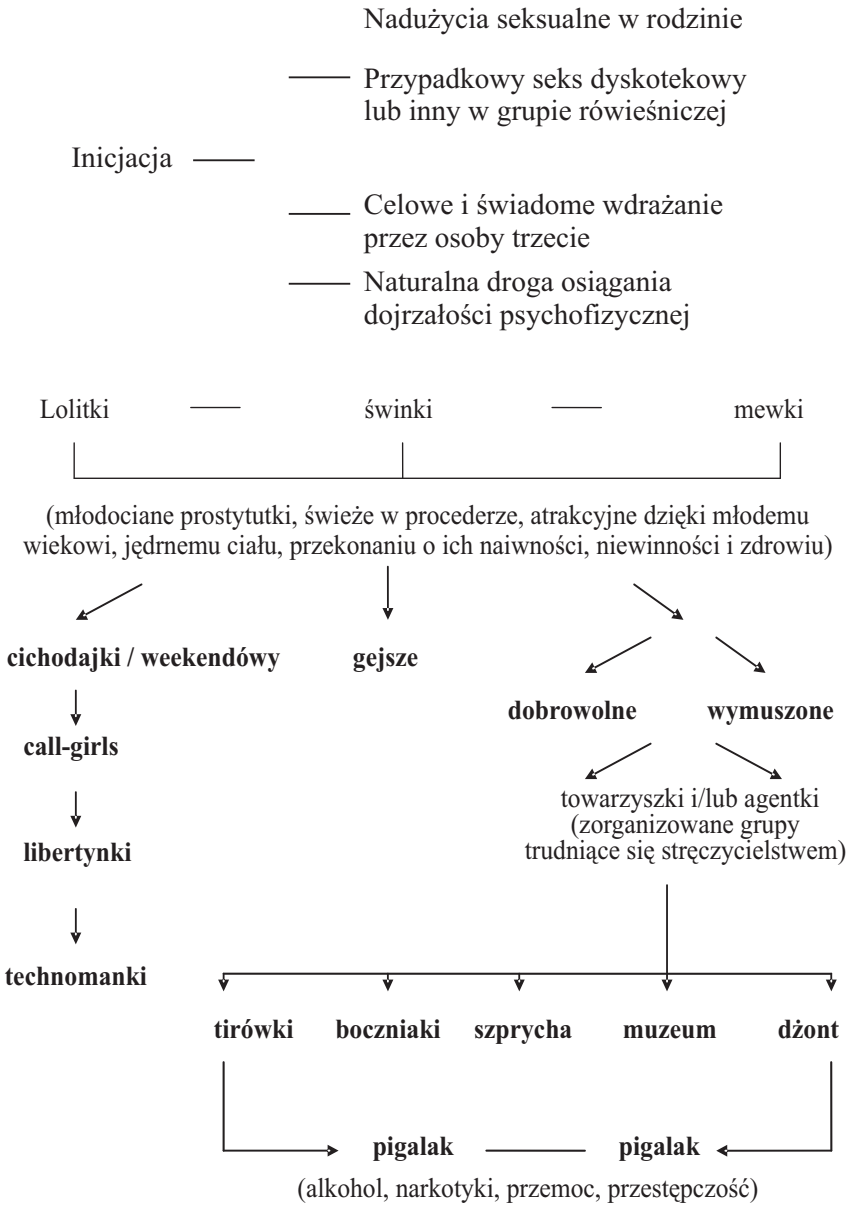 Nadużycia seksualne w rodzinie
Przypadkowy seks dyskotekowy
lub inny w grupie rówieśniczej
Inicjacja
Celowe i świadome wdrażanie
przez osoby trzecie
Naturalna droga osiągania
dojrzałości psychofizycznej
Lolitki świnki mewki
(młodociane prostytutki, świeże w procederze, atrakcyjne dzięki młodemu
wiekowi, jędrnemu ciału, przekonaniu o ich naiwności, niewinności i zdrowiu)
cichodajki / weekendówy gejsze
dobrowolne wymuszone
call-girls
towarzyszki i/lub agentki
(zorganizowane grupy
trudniące się stręczycielstwem)
libertynki
technomanki
tirówki boczniaki szprycha muzeum dżont
pigalak pigalak
(alkohol, narkotyki, przemoc, przestępczość)